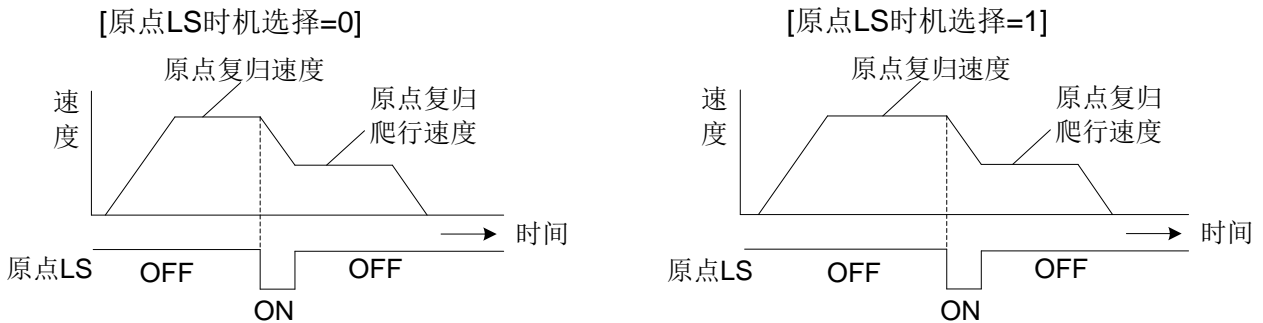 [原点LS时机选择=0]
原点复归速度
速
度
原点复归
爬行速度
时间
原点LS
OFF
OFF
ON
[原点LS时机选择=1]
原点复归速度
速
度
原点复归
爬行速度
时间
原点LS
OFF
OFF
ON